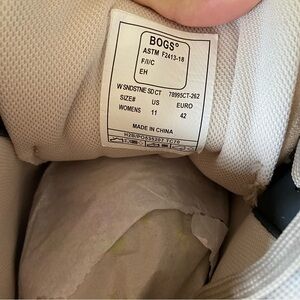 BOGS®
ASTM F2413-18
F/I/C
EH
W SNDSTNE SD CT 78995CT-262
SIZE# US EURO
WOMENS 11 42
MADE IN CHINA